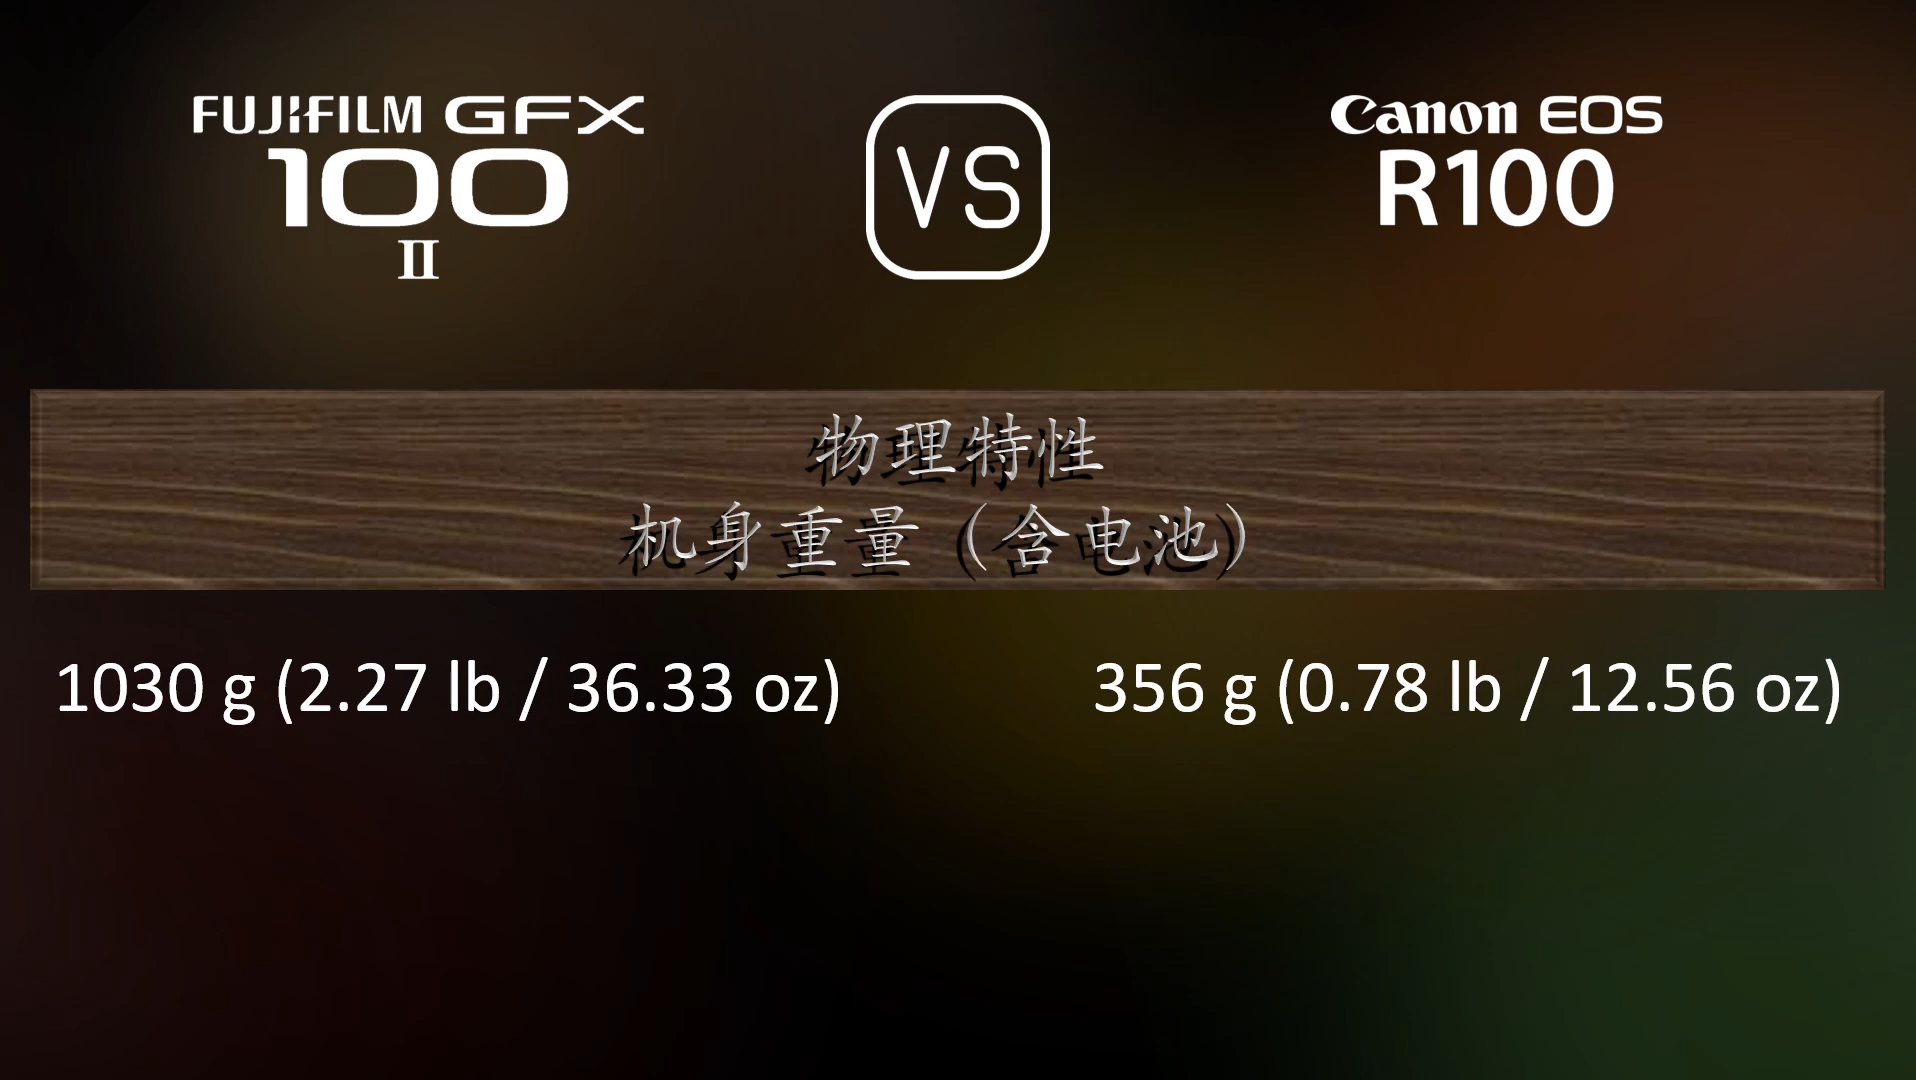 FUJIFILM GFX
100
II
VS
Canon EOS
R100
物理特性
机身重量（含电池）
1030 g (2.27 lb / 36.33 oz)
356 g (0.78 lb / 12.56 oz)